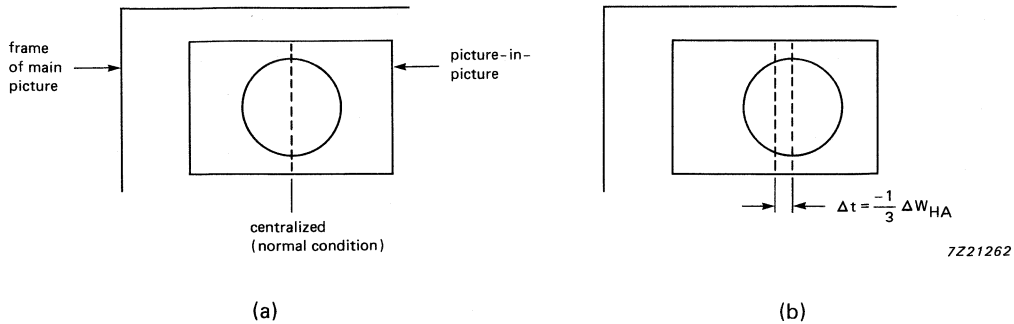 frame
of main
picture
picture-in-
picture
centralized
(normal condition)
Δt = -1/3 ΔW_HA
7Z21262
(a)
(b)